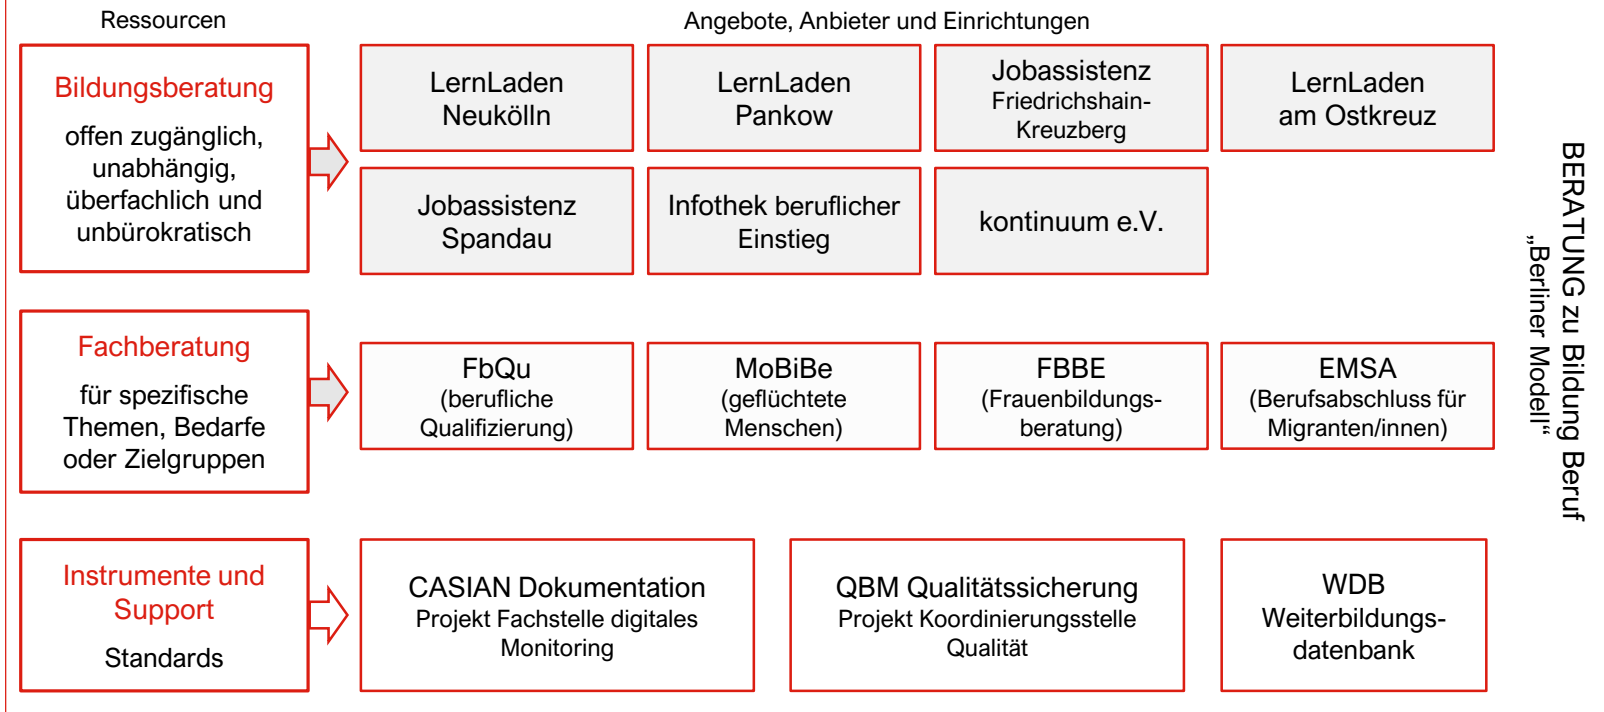 Ressourcen
Angebote, Anbieter und Einrichtungen
Bildungsberatung
offen zugänglich,
unabhängig,
überfachlich und
unbürokratisch
LernLaden
Neukölln
LernLaden
Pankow
Jobassistenz
Friedrichshain-
Kreuzberg
LernLaden
am Ostkreuz
Jobassistenz
Spandau
Infothek beruflicher
Einstieg
kontinuum e.V.
Fachberatung
für spezifische
Themen, Bedarfe
oder Zielgruppen
FbQu
(berufliche
Qualifizierung)
MoBiBe
(geflüchtete
Menschen)
FBBE
(Frauenbildungs-
beratung)
EMSA
(Berufsabschluss für
Migranten/innen)
Instrumente und
Support
Standards
CASIAN Dokumentation
Projekt Fachstelle digitales
Monitoring
QBM Qualitätssicherung
Projekt Koordinierungsstelle
Qualität
WDB
Weiterbildungs-
datenbank
BERATUNG zu Bildung Beruf
„Berliner Modell“